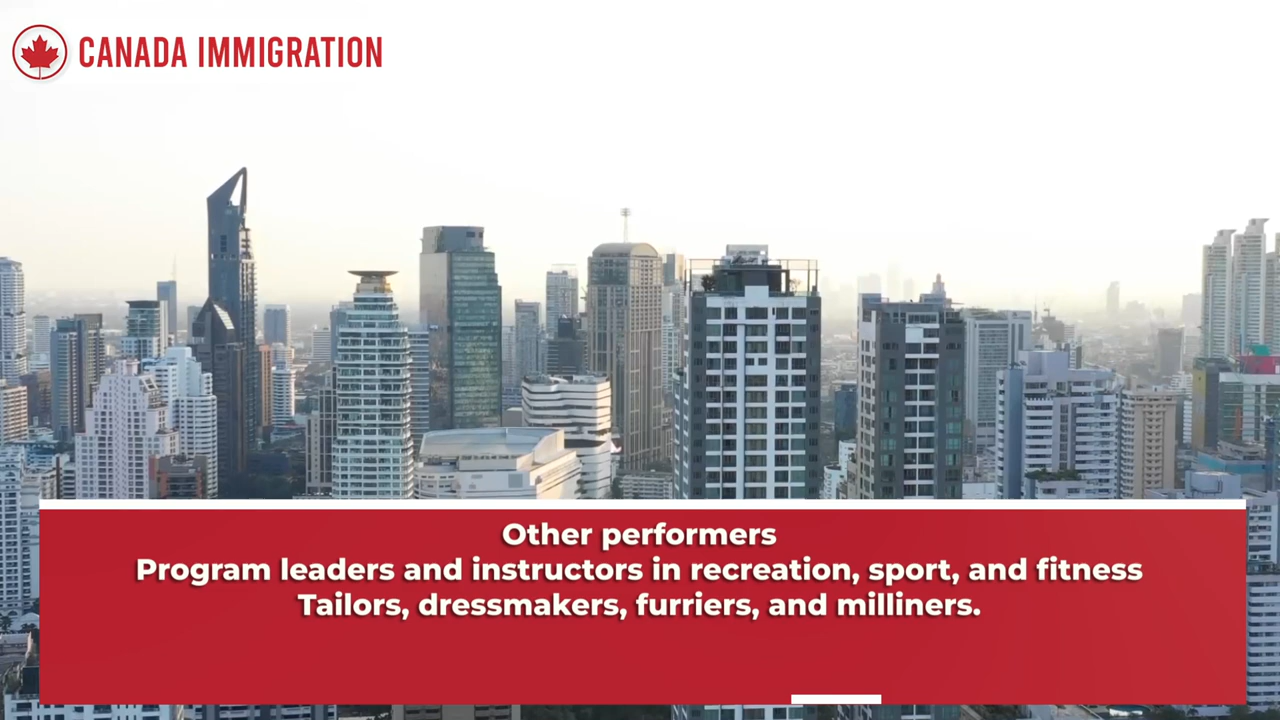 CANADA IMMIGRATION
Other performers
Program leaders and instructors in recreation, sport, and fitness
Tailors, dressmakers, furriers, and milliners.